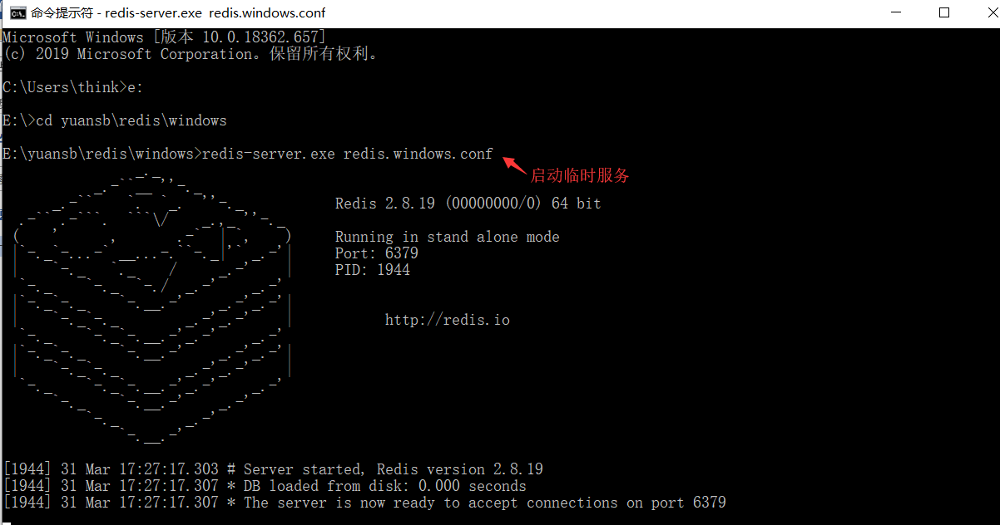 命令提示符 - redis-server.exe redis.windows.conf
Microsoft Windows [版本 10.0.18362.657]
(c) 2019 Microsoft Corporation。保留所有权利。
C:\Users\think>e:
E:\>cd yuansb\redis\windows
E:\yuansb\redis\windows>redis-server.exe redis.windows.conf
启动临时服务
Redis 2.8.19 (00000000/0) 64 bit
Running in stand alone mode
Port: 6379
PID: 1944
http://redis.io
[1944] 31 Mar 17:27:17.303 # Server started, Redis version 2.8.19
[1944] 31 Mar 17:27:17.307 * DB loaded from disk: 0.000 seconds
[1944] 31 Mar 17:27:17.307 * The server is now ready to accept connections on port 6379